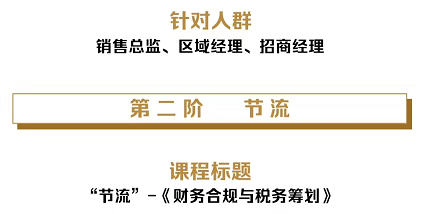 针对人群
销售总监、区域经理、招商经理
第二阶 节流
课程标题
“节流”-《财务合规与税务筹划》